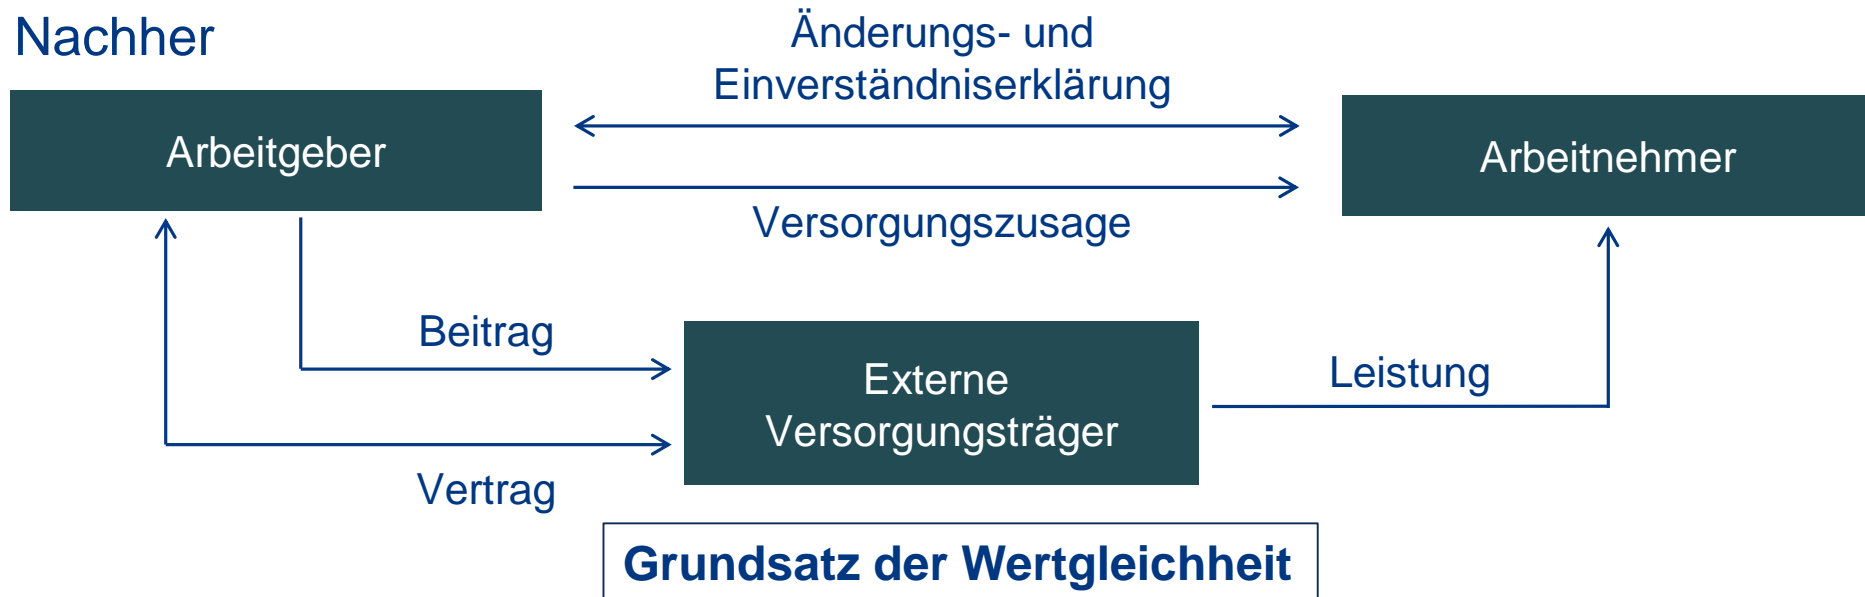 Nachher
Änderungs- und
Einverständniserklärung
Arbeitgeber
Arbeitnehmer
Versorgungszusage
Beitrag
Externe
Versorgungsträger
Leistung
Vertrag
Grundsatz der Wertgleichheit